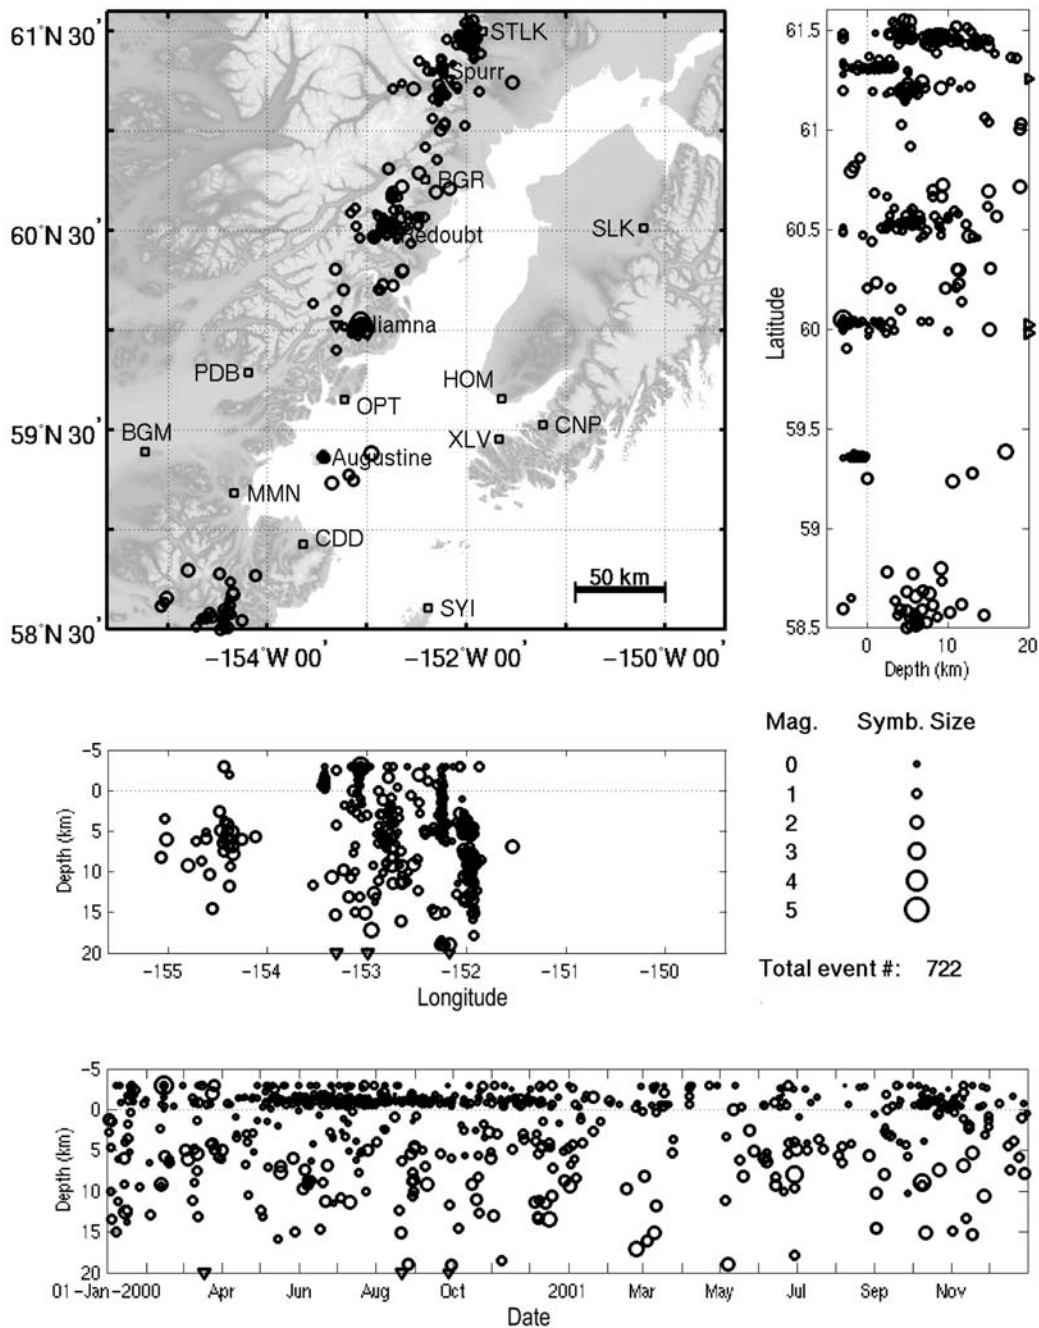 61°N 30'
60°N 30'
59°N 30'
58°N 30'
STLK
Spurr
BGR
Redoubt
SLK
Iliamna
PDB
HOM
OPT
BGM
XLV
CNP
Augustine
MMN
CDD
50 km
SYI
-154°W 00'
-152°W 00'
-150°W 00'
61.5
61
60.5
60
59.5
59
58.5
Latitude
0
10
20
Depth (km)
-5
0
5
10
15
20
Depth (km)
-155
-154
-153
-152
-151
-150
Longitude
Mag. Symb. Size
0
1
2
3
4
5
Total event #: 722
-5
0
5
10
15
20
Depth (km)
01-Jan-2000 Apr Jun Aug Oct 2001 Mar May Jul Sep Nov
Date